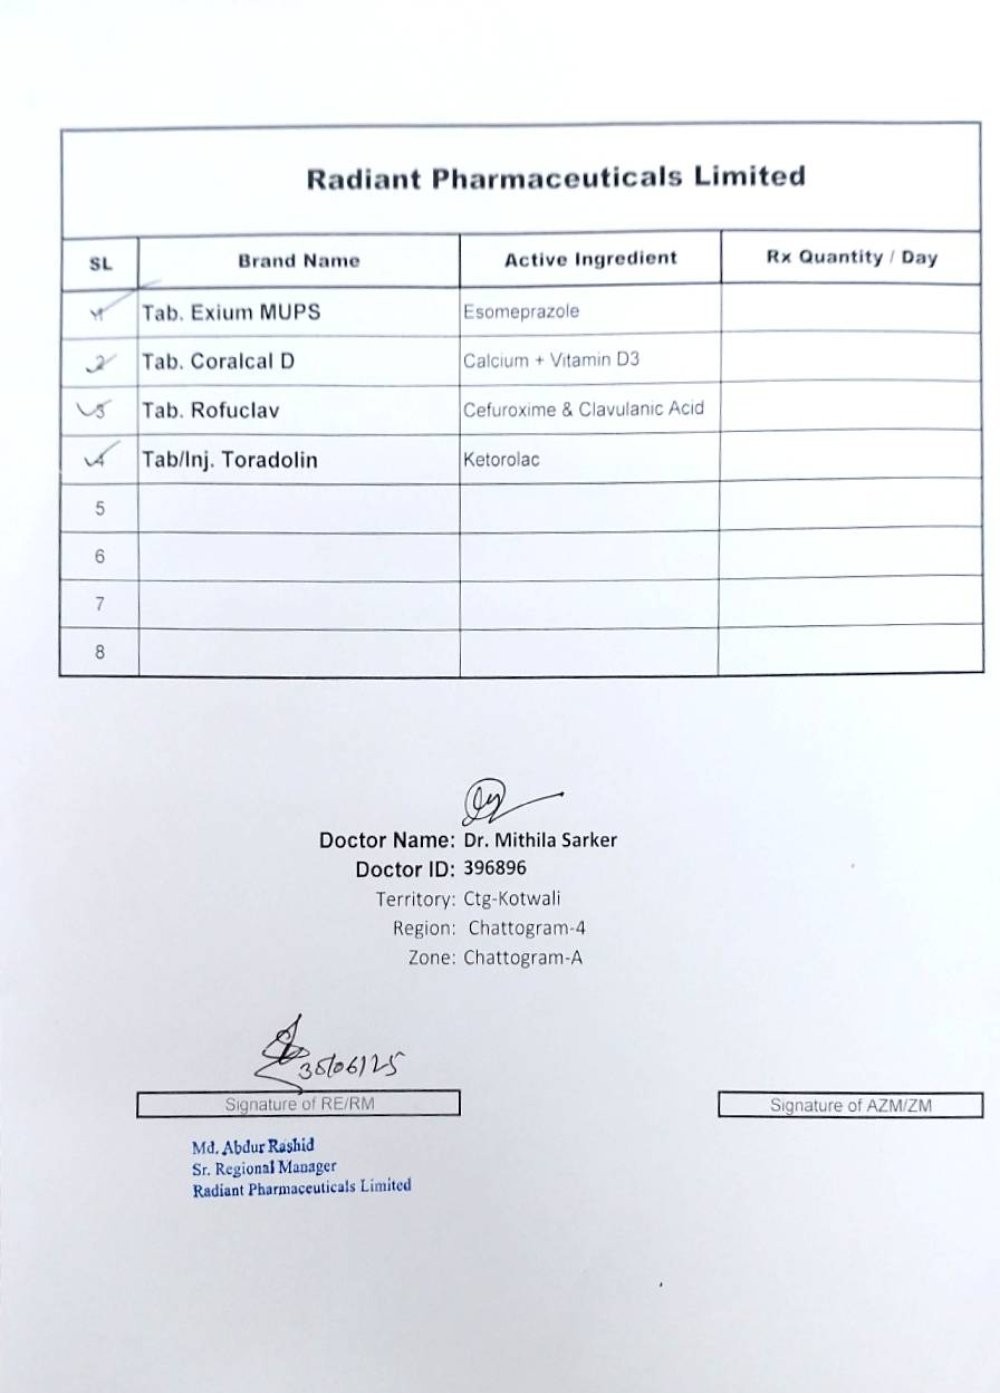 Radiant Pharmaceuticals Limited
SL Brand Name Active Ingredient Rx Quantity / Day
1 Tab. Exium MUPS Esomeprazole
2 Tab. Coralcal D Calcium + Vitamin D3
3 Tab. Rofuclav Cefuroxime & Clavulanic Acid
4 Tab/Inj. Toradolin Ketorolac
5
6
7
8
Doctor Name: Dr. Mithila Sarker
Doctor ID: 396896
Territory: Ctg-Kotwali
Region: Chattogram-4
Zone: Chattogram-A
Signature of RE/RM Signature of AZM/ZM
Md. Abdur Rashid
Sr. Regional Manager
Radiant Pharmaceuticals Limited